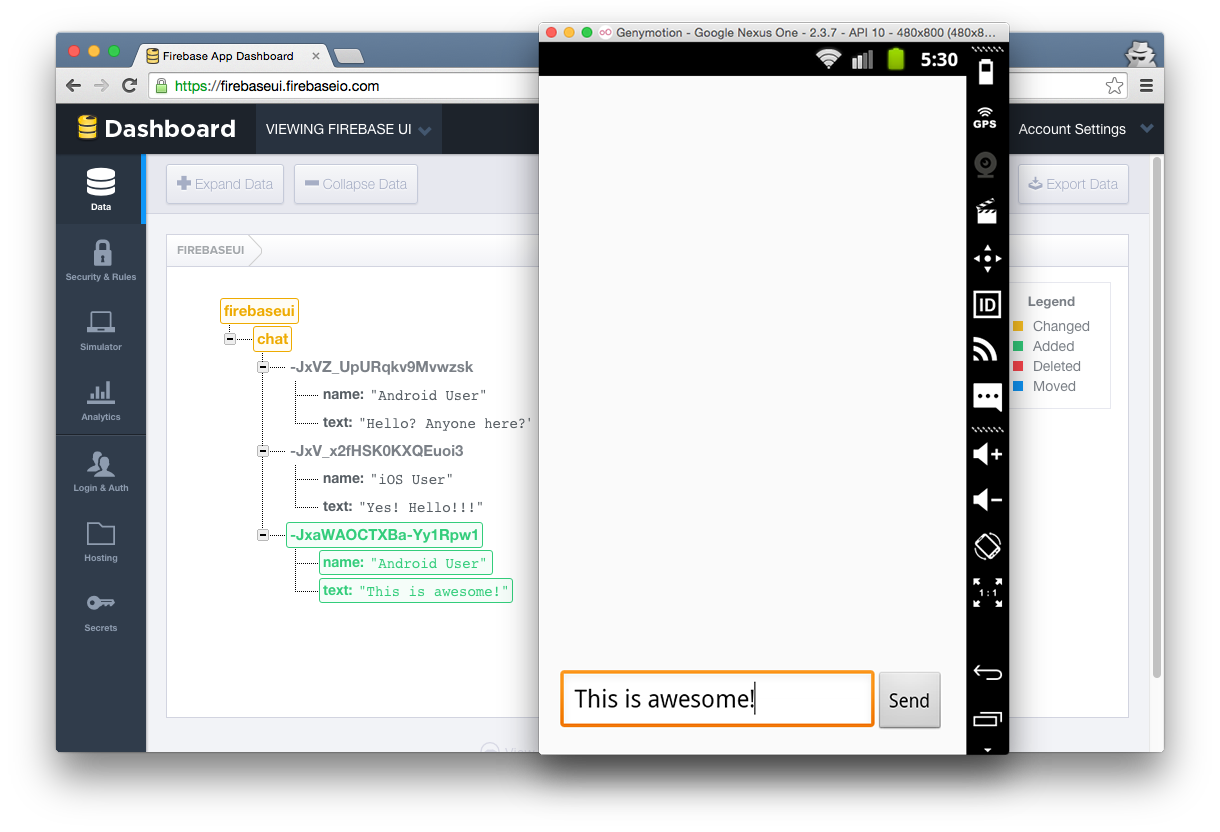 Firebase App Dashboard
https://firebaseui.firebaseio.com
Dashboard
VIEWING FIREBASE UI
Account Settings
Data
Security & Rules
Simulator
Analytics
Login & Auth
Hosting
Secrets
Expand Data
Collapse Data
Export Data
FIREBASEUI
firebaseui
chat
-JxVZ_UpURqkv9Mvwzsk
name: "Android User"
text: "Hello? Anyone here?"
-JxV_x2fHSK0KXQEuoi3
name: "iOS User"
text: "Yes! Hello!!!"
-JxaWAOCTXBa-Yy1Rpw1
name: "Android User"
text: "This is awesome!"
Legend
Changed
Added
Deleted
Moved
Genymotion - Google Nexus One - 2.3.7 - API 10 - 480x800 (480x8...
5:30
GPS
ID
1:1
This is awesome!
Send